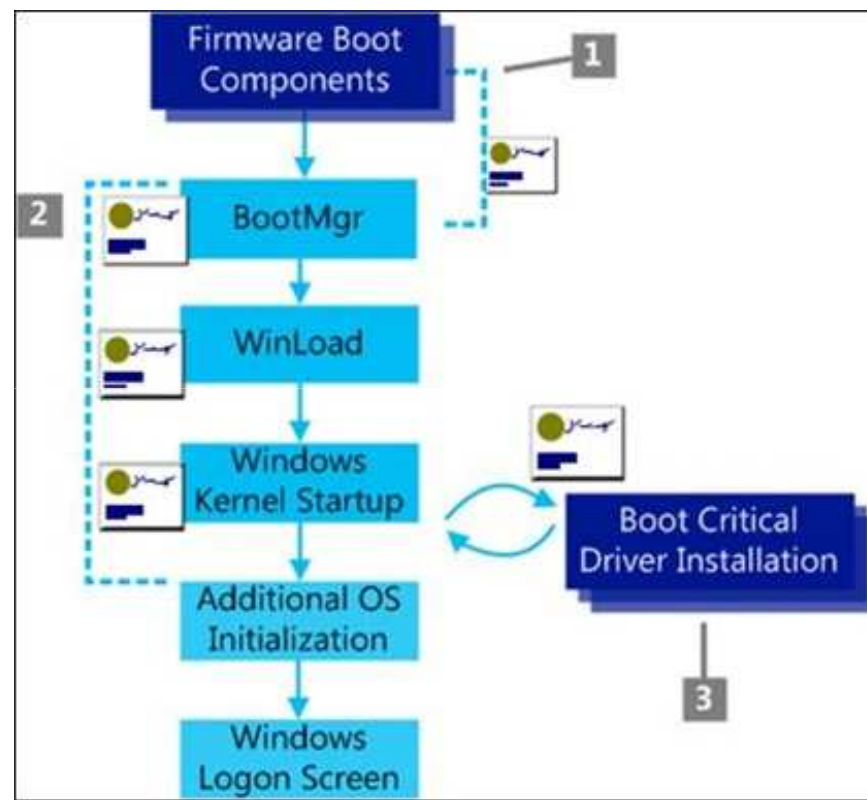 Firmware Boot
Components
1
2
BootMgr
WinLoad
Windows
Kernel Startup
Boot Critical
Driver Installation
Additional OS
Initialization
3
Windows
Logon Screen